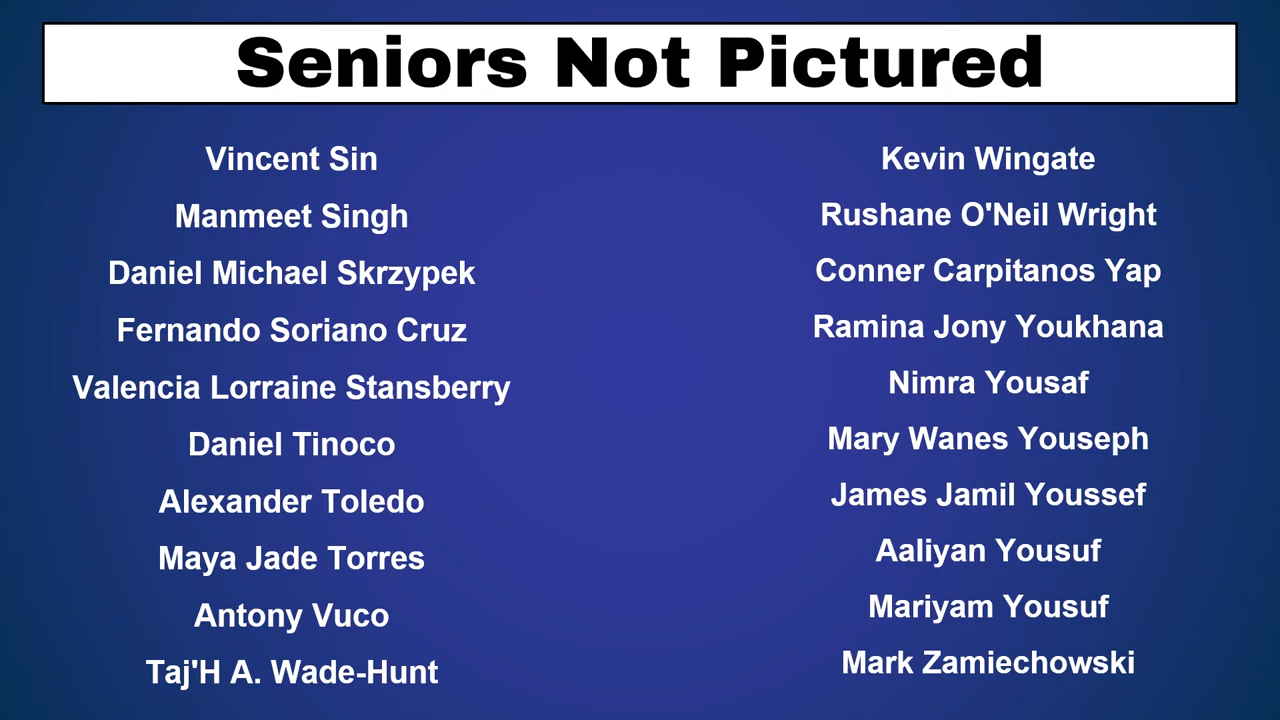 Seniors Not Pictured
Vincent Sin
Manmeet Singh
Daniel Michael Skrzypek
Fernando Soriano Cruz
Valencia Lorraine Stansberry
Daniel Tinoco
Alexander Toledo
Maya Jade Torres
Antony Vuco
Taj'H A. Wade-Hunt
Kevin Wingate
Rushane O'Neil Wright
Conner Carpitanos Yap
Ramina Jony Youkhana
Nimra Yousaf
Mary Wanes Youseph
James Jamil Youssef
Aaliyan Yousuf
Mariyam Yousuf
Mark Zamiechowski